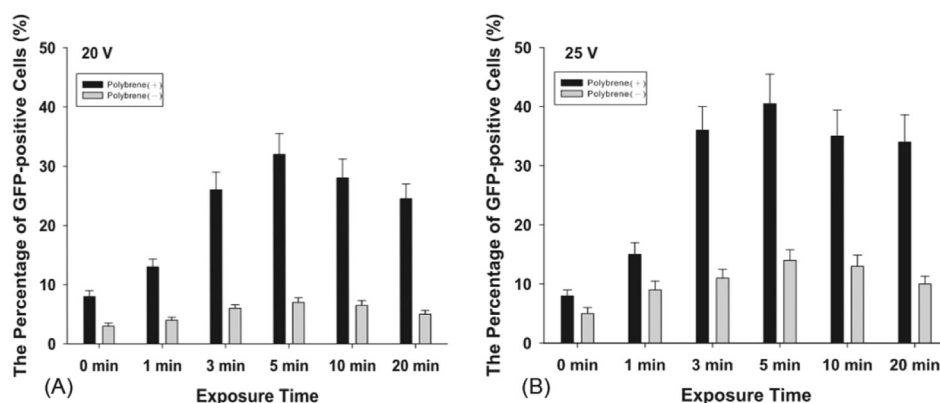 The Percentage of GFP-positive Cells (%)
50
40
30
20
10
0
20 V
Polybrene(+)
Polybrene(−)
0 min 1 min 3 min 5 min 10 min 20 min
(A)
Exposure Time
The Percentage of GFP-positive Cells (%)
50
40
30
20
10
0
25 V
Polybrene(+)
Polybrene(−)
0 min 1 min 3 min 5 min 10 min 20 min
(B)
Exposure Time